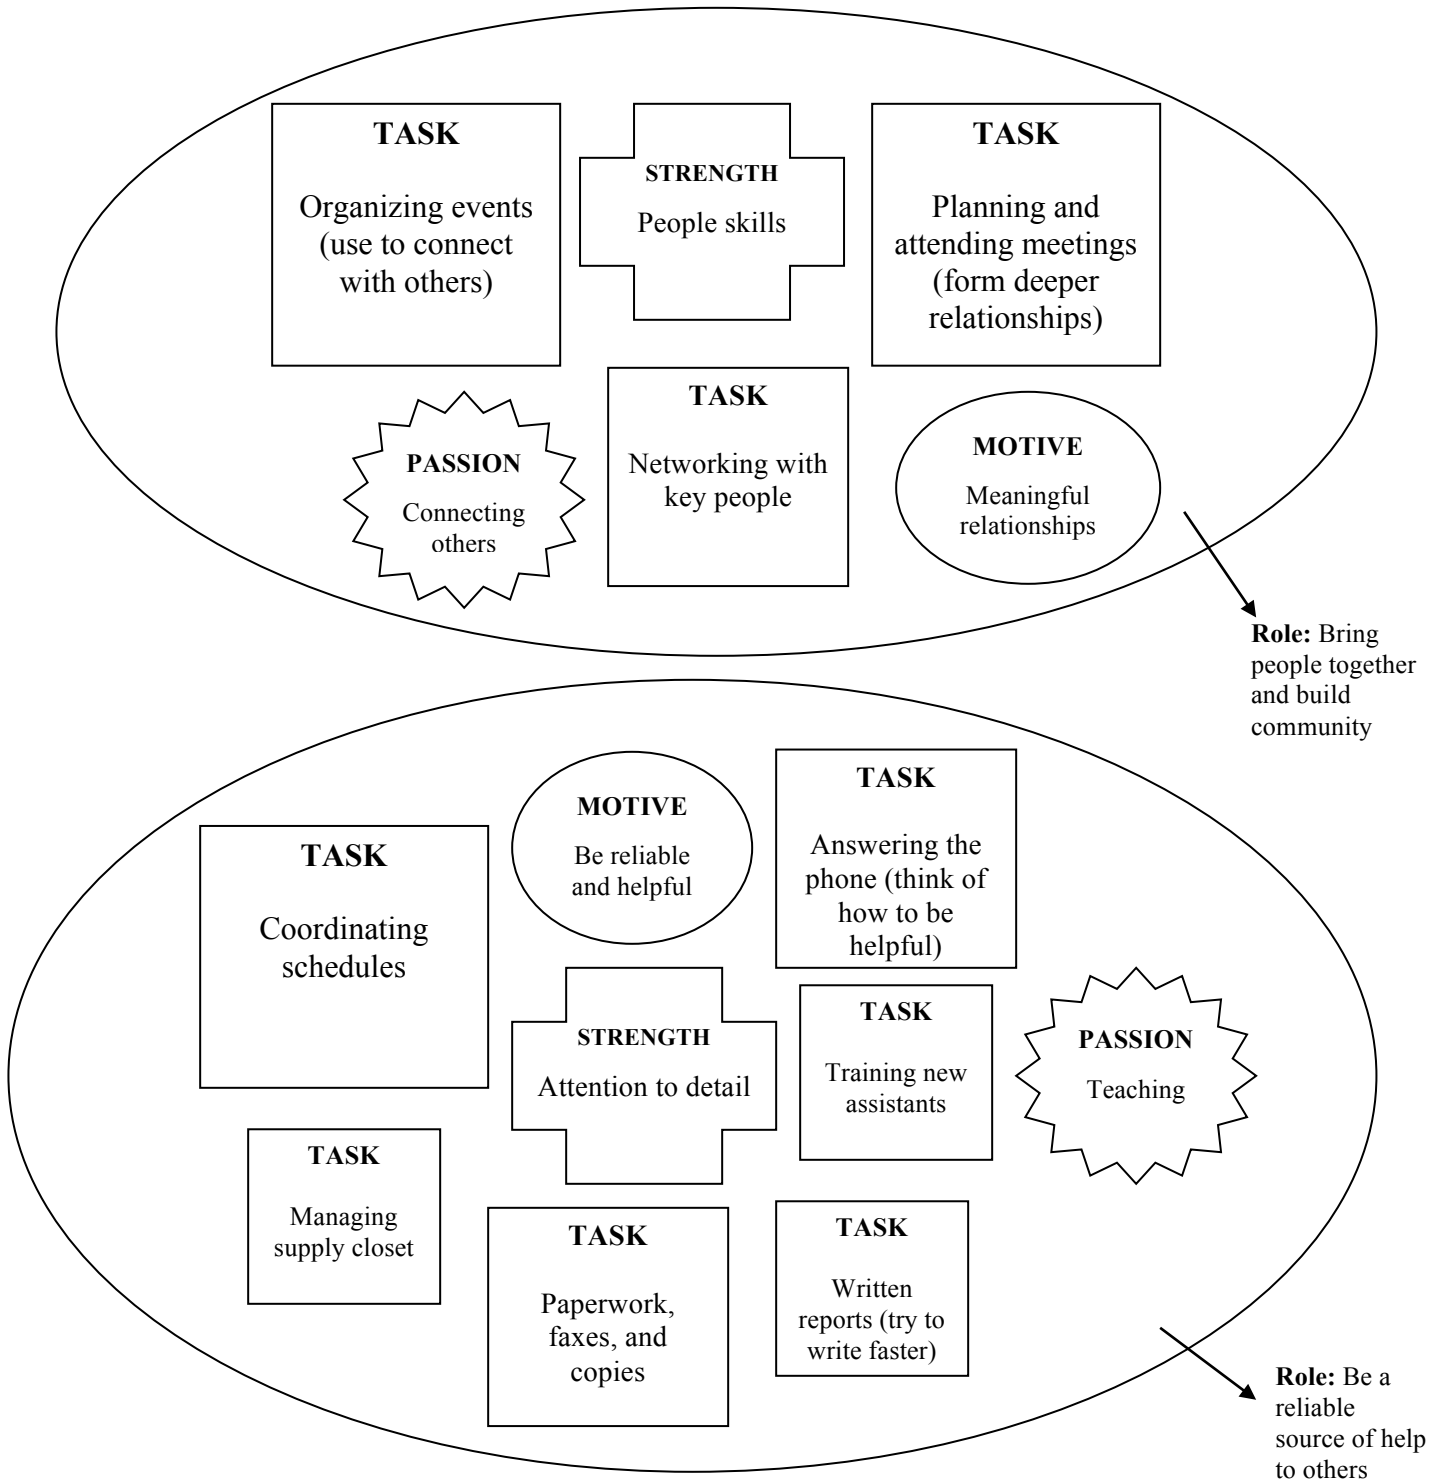 TASK
Organizing events
(use to connect
with others)
STRENGTH
People skills
TASK
Planning and
attending meetings
(form deeper
relationships)
PASSION
Connecting
others
TASK
Networking with
key people
MOTIVE
Meaningful
relationships
Role: Bring
people together
and build
community
TASK
Coordinating
schedules
MOTIVE
Be reliable
and helpful
TASK
Answering the
phone (think of
how to be
helpful)
STRENGTH
Attention to detail
TASK
Training new
assistants
PASSION
Teaching
TASK
Managing
supply closet
TASK
Paperwork,
faxes, and
copies
TASK
Written
reports (try to
write faster)
Role: Be a
reliable
source of help
to others